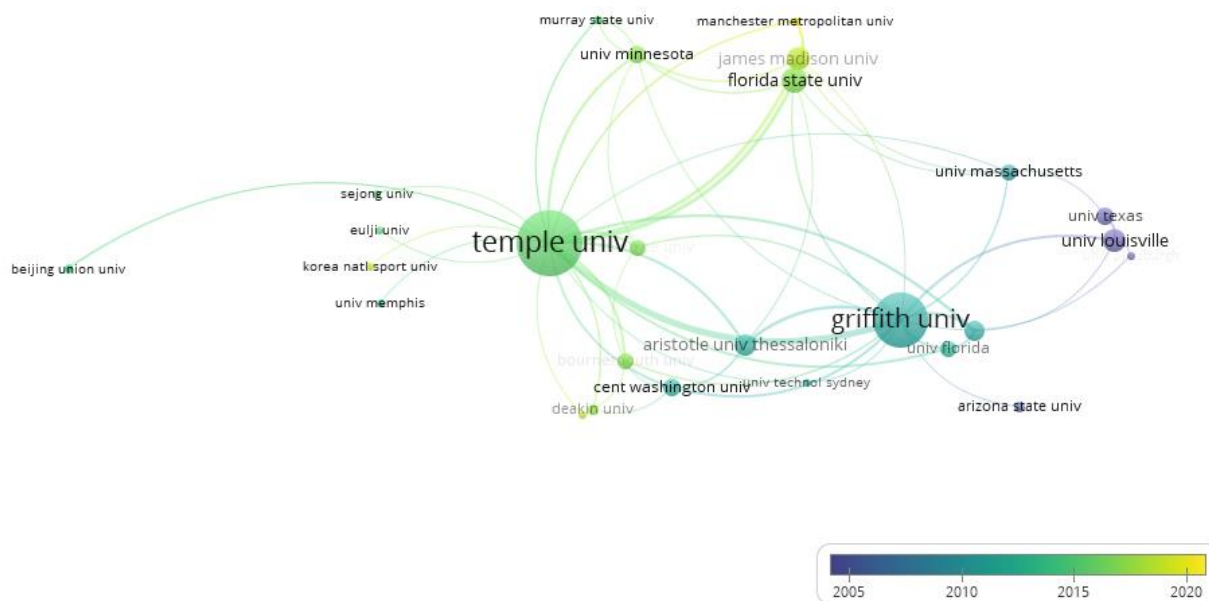 murray state univ
manchester metropolitan univ
univ minnesota
james madison univ
florida state univ
univ massachusetts
sejong univ
univ texas
eulji univ
temple univ
univ louisville
beijing union univ
korea natl sport univ
univ memphis
griffith univ
aristotle univ thessaloniki
univ florida
bournemouth univ
cent washington univ
univ technol sydney
deakin univ
arizona state univ
2005
2010
2015
2020